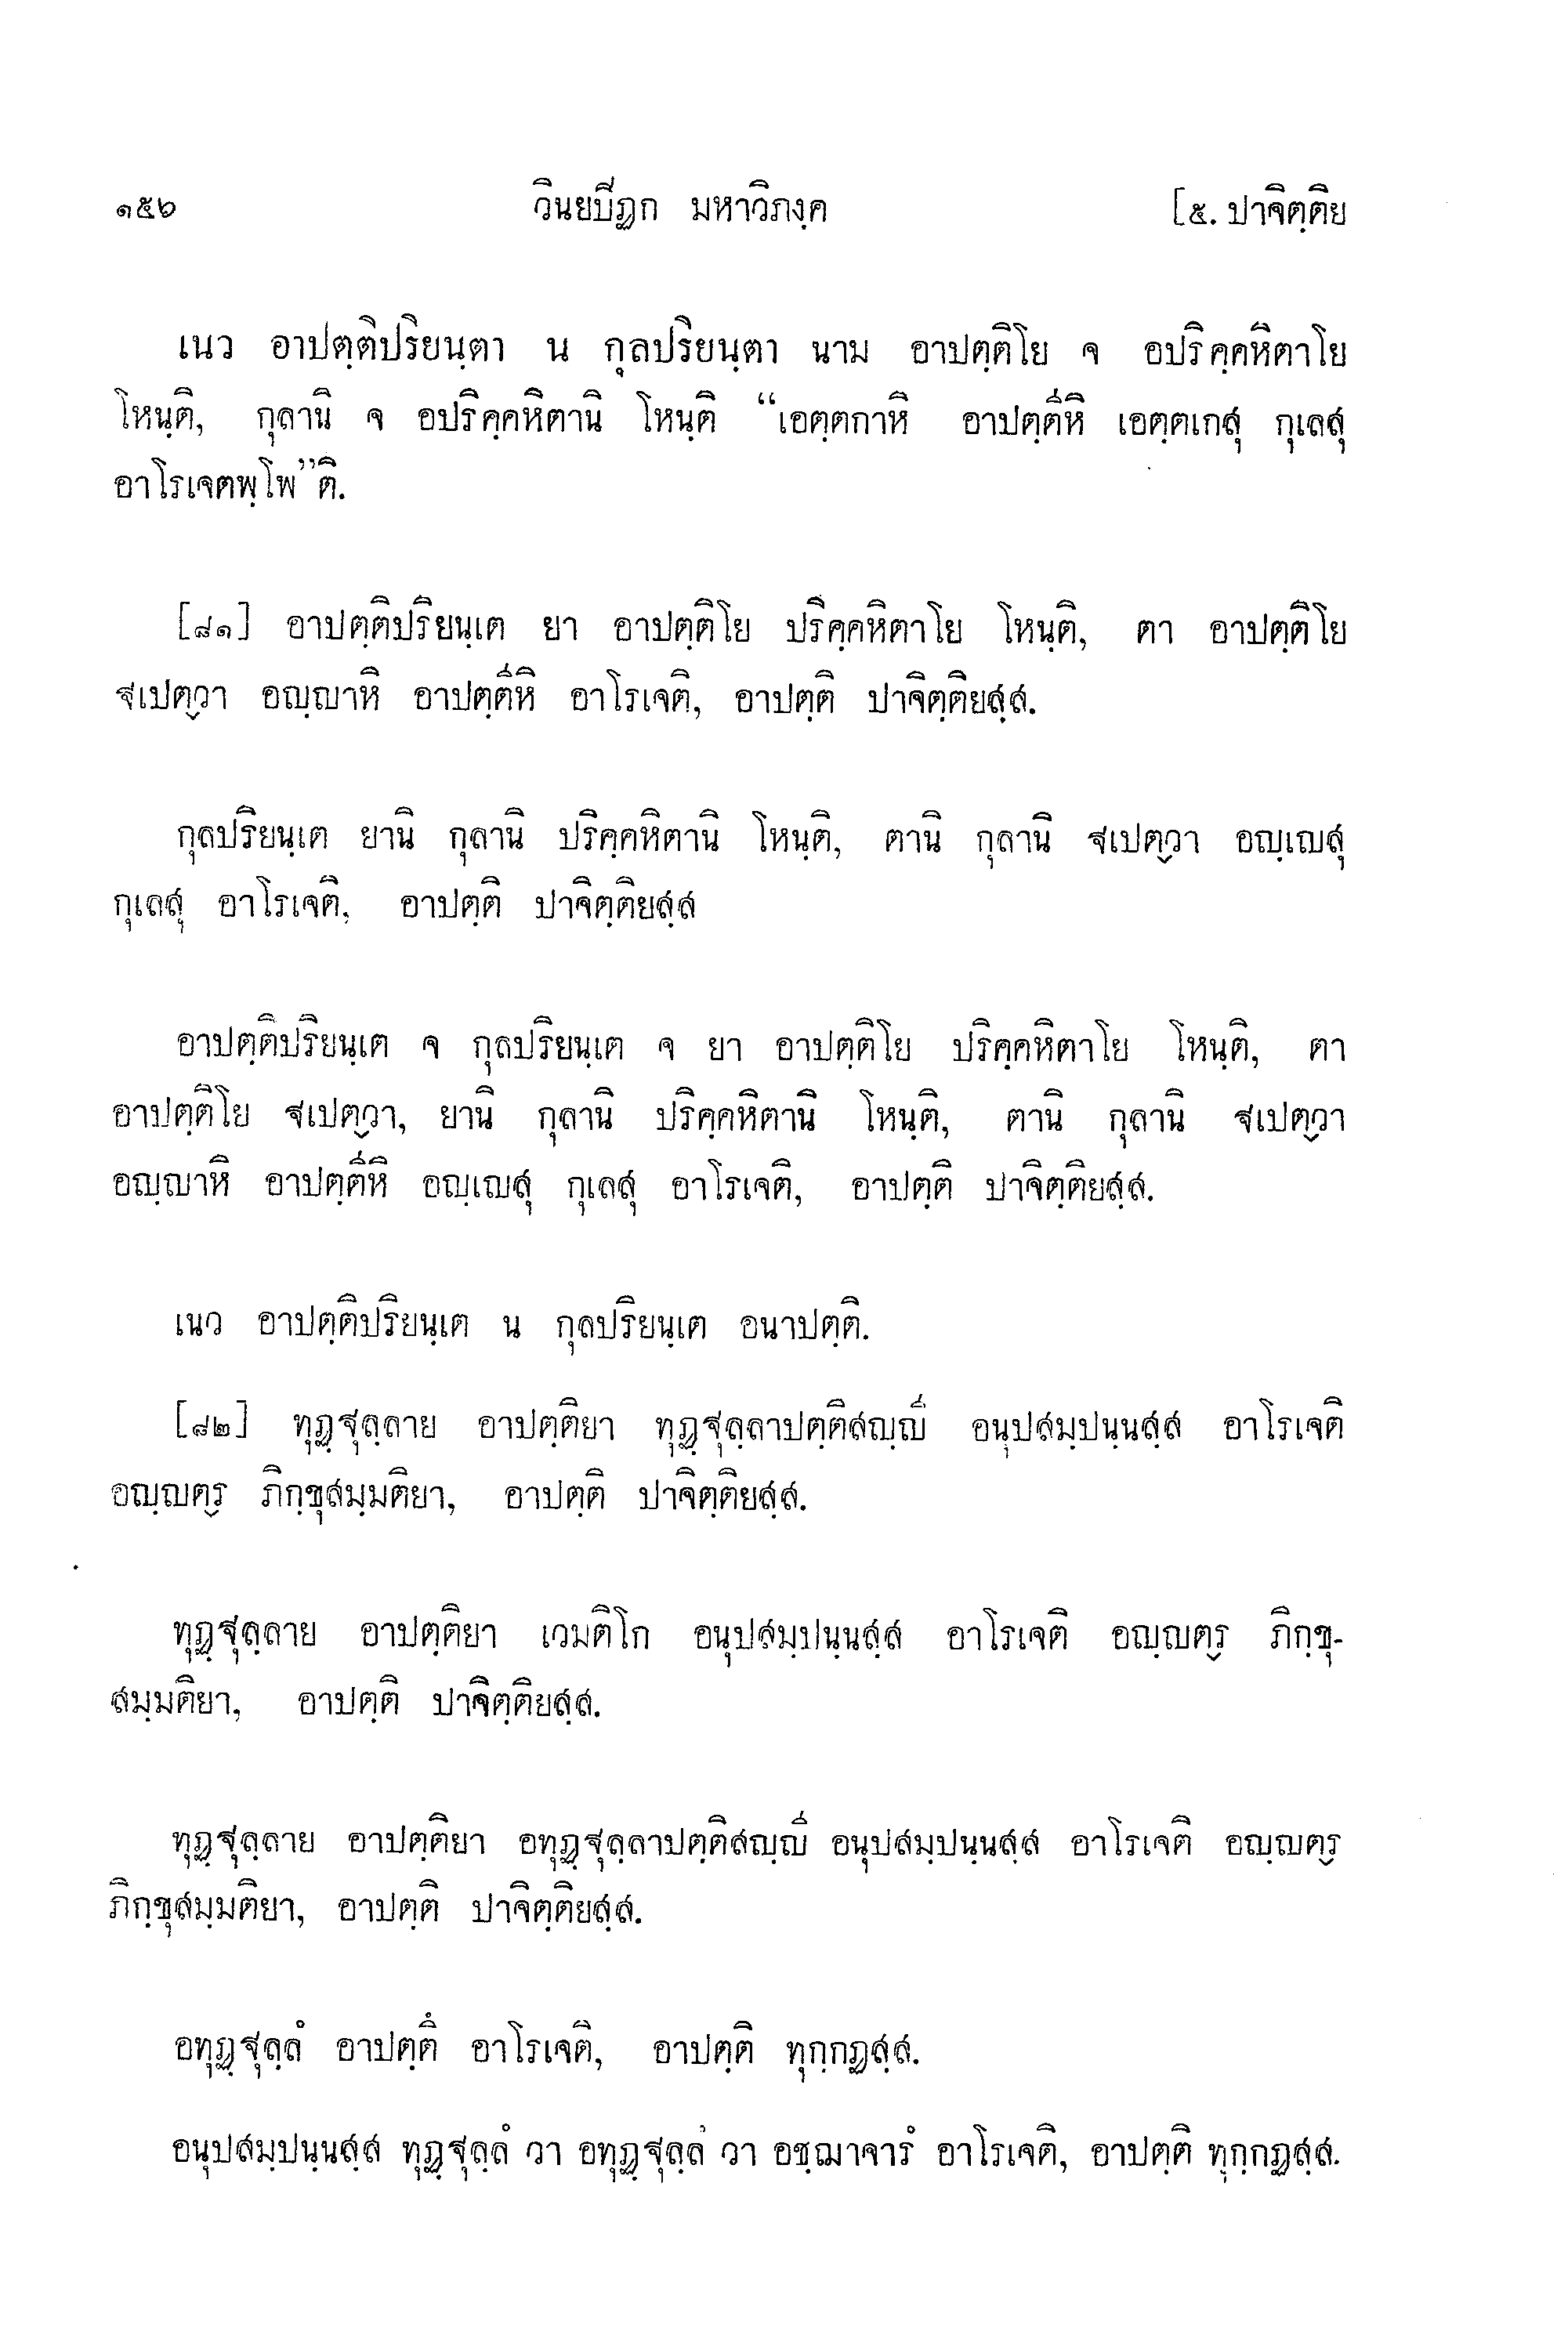 ๑๕๖ วินยปิฏก มหาวิภงฺค [๕. ปาจิตฺติย
เนว อาปตฺติปริยนฺตา น กุลปริยนฺตา นาม อาปตฺติโย จ อปริคฺคหิตาโย
โหนฺติ, กุลานิ จ อปริคฺคหิตานิ โหนฺติ “เอตฺตกาหิ อาปตฺตีหิ เอตฺตเกสุ กุเลสุ
อาโรเจตพฺโพ”ติ.
[๘๑] อาปตฺติปริยนฺเต ยา อาปตฺติโย ปริคฺคหิตาโย โหนฺติ, ตา อาปตฺติโย
ฐเปตฺวา อญฺญาหิ อาปตฺตีหิ อาโรเจติ, อาปตฺติ ปาจิตฺติยสฺส.
กุลปริยนฺเต ยานิ กุลานิ ปริคฺคหิตานิ โหนฺติ, ตานิ กุลานิ ฐเปตฺวา อญฺเญสุ
กุเลสุ อาโรเจติ, อาปตฺติ ปาจิตฺติยสฺส
อาปตฺติปริยนฺเต จ กุลปริยนฺเต จ ยา อาปตฺติโย ปริคฺคหิตาโย โหนฺติ, ตา
อาปตฺติโย ฐเปตฺวา, ยานิ กุลานิ ปริคฺคหิตานิ โหนฺติ, ตานิ กุลานิ ฐเปตฺวา
อญฺญาหิ อาปตฺตีหิ อญฺเญสุ กุเลสุ อาโรเจติ, อาปตฺติ ปาจิตฺติยสฺส.
เนว อาปตฺติปริยนฺเต น กุลปริยนฺเต อนาปตฺติ.
[๘๒] ทุฏฺฐุลฺลาย อาปตฺติยา ทุฏฺฐุลฺลาปตฺติสญฺญี อนุปสมฺปนฺนสฺส อาโรเจติ
อญฺญตฺร ภิกฺขุสมฺมติยา, อาปตฺติ ปาจิตฺติยสฺส.
ทุฏฺฐุลฺลาย อาปตฺติยา เวมติโก อนุปสมฺปนฺนสฺส อาโรเจติ อญฺญตฺร ภิกฺขุ-
สมฺมติยา, อาปตฺติ ปาจิตฺติยสฺส.
ทุฏฺฐุลฺลาย อาปตฺติยา อทุฏฺฐุลฺลาปตฺติสญฺญี อนุปสมฺปนฺนสฺส อาโรเจติ อญฺญตฺร
ภิกฺขุสมฺมติยา, อาปตฺติ ปาจิตฺติยสฺส.
อทุฏฺฐุลฺลํ อาปตฺตึ อาโรเจติ, อาปตฺติ ทุกฺกฏสฺส.
อนุปสมฺปนฺนสฺส ทุฏฺฐุลฺลํ วา อทุฏฺฐุลฺลํ วา อชฺฌาจารํ อาโรเจติ, อาปตฺติ ทุกฺกฏสฺส.